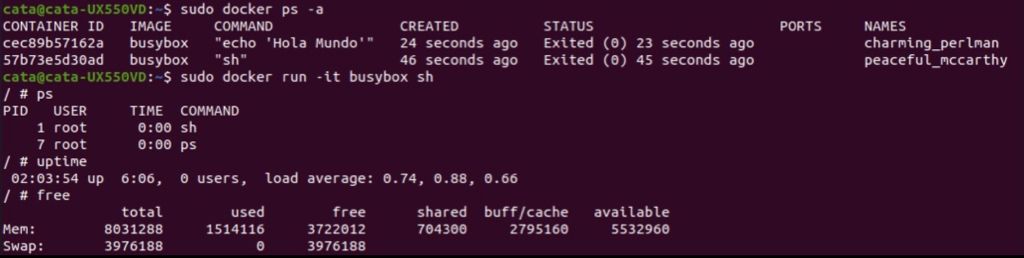 cata@cata-UX550VD:~$ sudo docker ps -a
CONTAINER ID   IMAGE     COMMAND               CREATED          STATUS                      PORTS     NAMES
cec89b57162a   busybox   "echo 'Hola Mundo'"   24 seconds ago   Exited (0) 23 seconds ago             charming_perlman
57b73e5d30ad   busybox   "sh"                  46 seconds ago   Exited (0) 45 seconds ago             peaceful_mccarthy
cata@cata-UX550VD:~$ sudo docker run -it busybox sh
/ # ps
PID   USER     TIME  COMMAND
    1 root      0:00 sh
    7 root      0:00 ps
/ # uptime
 02:03:54 up  6:06,  0 users,  load average: 0.74, 0.88, 0.66
/ # free
              total        used        free      shared  buff/cache   available
Mem:        8031288     1514116     3722012      704300     2795160     5532960
Swap:       3976188           0     3976188